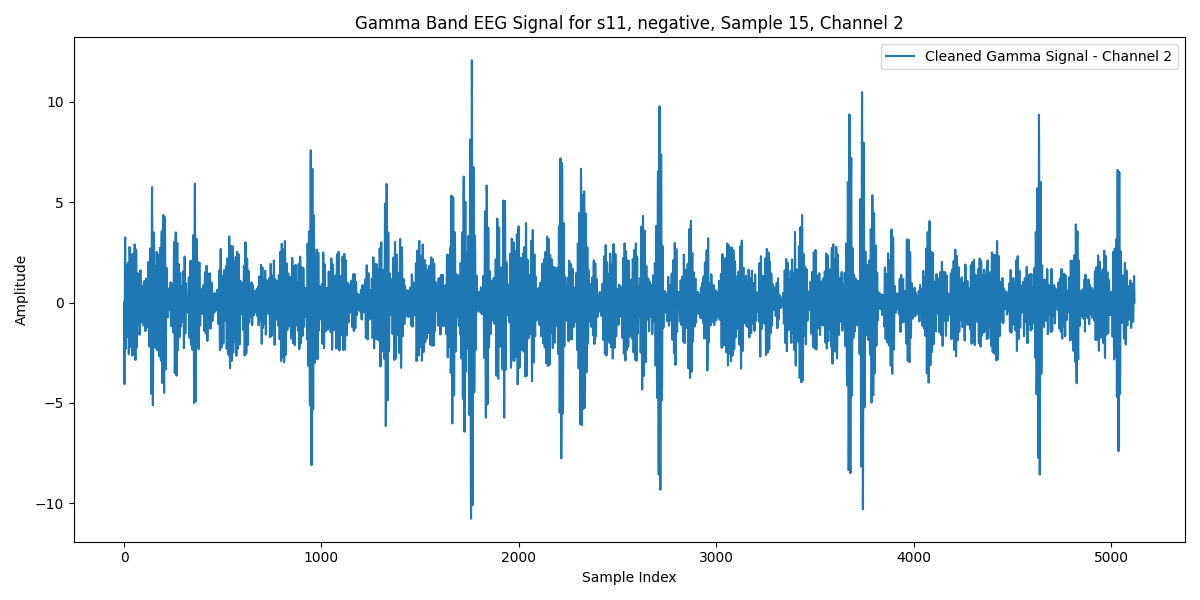 Gamma Band EEG Signal for s11, negative, Sample 15, Channel 2
Cleaned Gamma Signal - Channel 2
10
5
0
−5
−10
Amplitude
0 1000 2000 3000 4000 5000
Sample Index